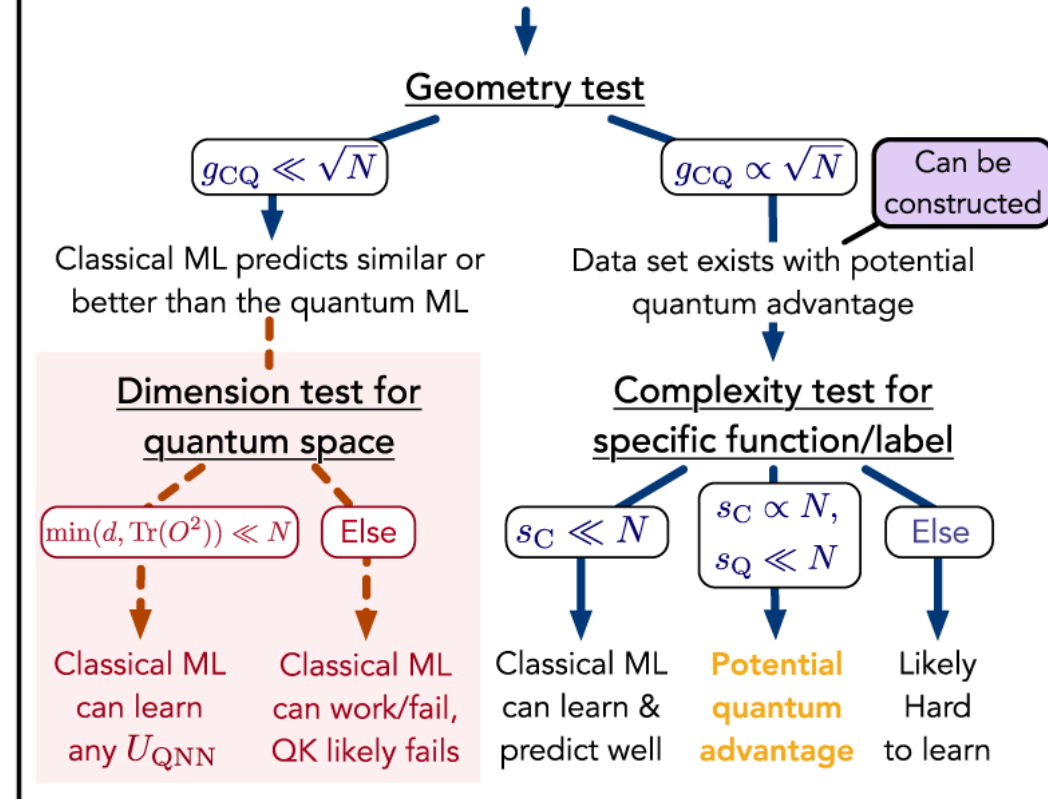 Geometry test
g_CQ ≪ √N
g_CQ ∝ √N
Can be
constructed
Classical ML predicts similar or
better than the quantum ML
Data set exists with potential
quantum advantage
Dimension test for
quantum space
min(d, Tr(O²)) ≪ N
Else
Classical ML
can learn
any U_QNN
Classical ML
can work/fail,
QK likely fails
Complexity test for
specific function/label
s_C ≪ N
s_C ∝ N,
s_Q ≪ N
Else
Classical ML
can learn &
predict well
Potential
quantum
advantage
Likely
Hard
to learn